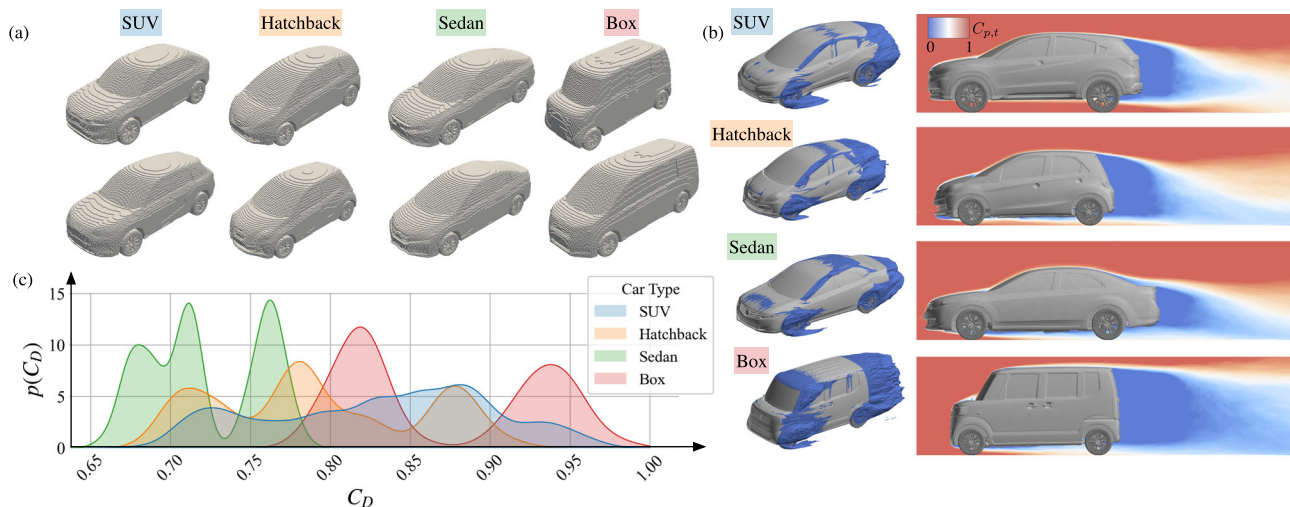 (a)
SUV
Hatchback
Sedan
Box
(b)
SUV
C_{p,t}
0
1
Hatchback
Sedan
Box
(c)
15
10
5
0
p(C_D)
Car Type
SUV
Hatchback
Sedan
Box
0.65
0.70
0.75
0.80
0.85
0.90
0.95
1.00
C_D